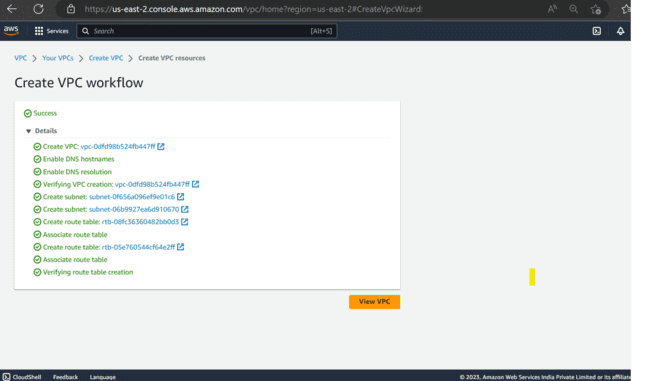 https://us-east-2.console.aws.amazon.com/vpc/home?region=us-east-2#CreateVpcWizard:
aws Services Search [Alt+S]
VPC > Your VPCs > Create VPC > Create VPC resources
Create VPC workflow
Success
Details
Create VPC: vpc-0dfd98b524fb447ff
Enable DNS hostnames
Enable DNS resolution
Verifying VPC creation: vpc-0dfd98b524fb447ff
Create subnet: subnet-0f656a096ef9e01c6
Create subnet: subnet-06b9927ea6d910670
Create route table: rtb-08fc36360482bb0d3
Associate route table
Create route table: rtb-05e760544cf64e2ff
Associate route table
Verifying route table creation
View VPC
CloudShell Feedback Language © 2023, Amazon Web Services India Private Limited or its affiliate